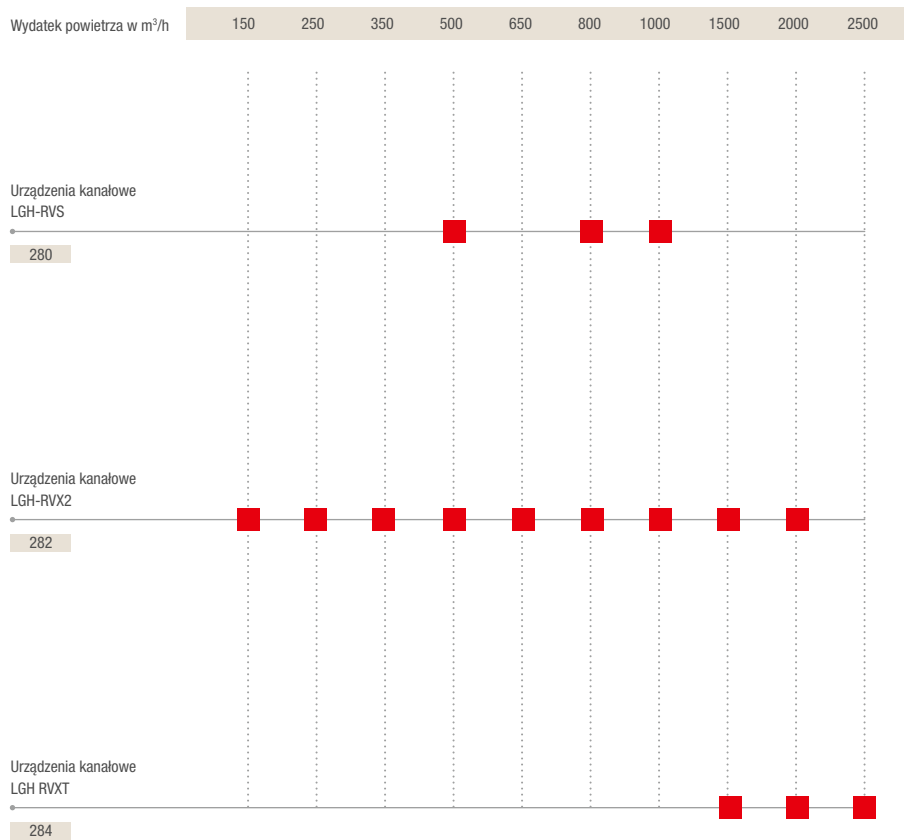 Wydatek powietrza w m³/h 150 250 350 500 650 800 1000 1500 2000 2500
Urządzenia kanałowe
LGH-RVS
280
Urządzenia kanałowe
LGH-RVX2
282
Urządzenia kanałowe
LGH RVXT
284